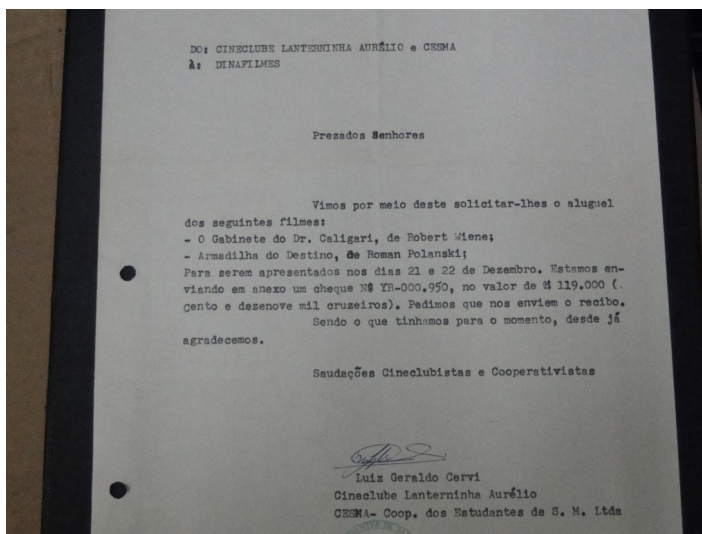 DO: CINECLUBE LANTERNINHA AURÉLIO e CESMA
À: DINAFILMES
Prezados Senhores
Vimos por meio deste solicitar-lhes o aluguel
dos seguintes filmes:
- O Gabinete do Dr. Caligari, de Robert Wiene;
- Armadilha do Destino, de Roman Polanski;
Para serem apresentados nos dias 21 e 22 de Dezembro. Estamos en-
viando em anexo um cheque Nº YR-000.950, no valor de 119.000 (
cento e dezenove mil cruzeiros). Pedimos que nos enviem o recibo.
Sendo o que tinhamos para o momento, desde já
agradecemos.
Saudações Cineclubistas e Cooperativistas
Luiz Geraldo Cervi
Cineclube Lanterninha Aurélio
CESMA- Coop. dos Estudantes de S. M. Ltda